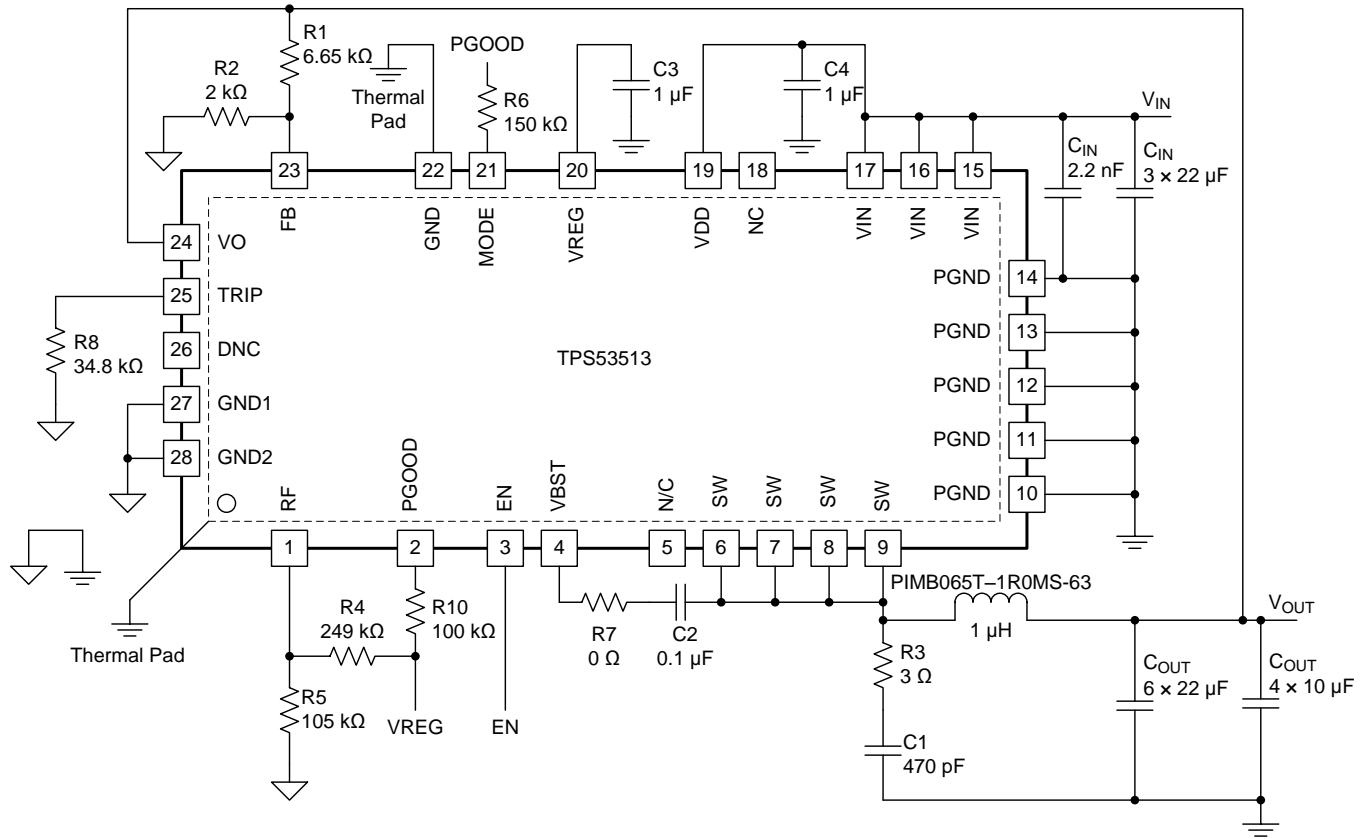 R1
6.65 kΩ
R2
2 kΩ
Thermal
Pad
PGOOD
R6
150 kΩ
C3
1 µF
C4
1 µF
VIN
CIN
2.2 nF
CIN
3 × 22 µF
23
22
21
20
19
18
17
16
15
FB
GND
MODE
VREG
VDD
NC
VIN
VIN
VIN
24
VO
25
TRIP
26
DNC
27
GND1
28
GND2
R8
34.8 kΩ
TPS53513
PGND
14
PGND
13
PGND
12
PGND
11
PGND
10
RF
PGOOD
EN
VBST
N/C
SW
SW
SW
SW
1
2
3
4
5
6
7
8
9
Thermal Pad
R4
249 kΩ
R10
100 kΩ
R5
105 kΩ
VREG
EN
R7
0 Ω
C2
0.1 µF
PIMB065T–1R0MS-63
1 µH
R3
3 Ω
C1
470 pF
VOUT
COUT
6 × 22 µF
COUT
4 × 10 µF